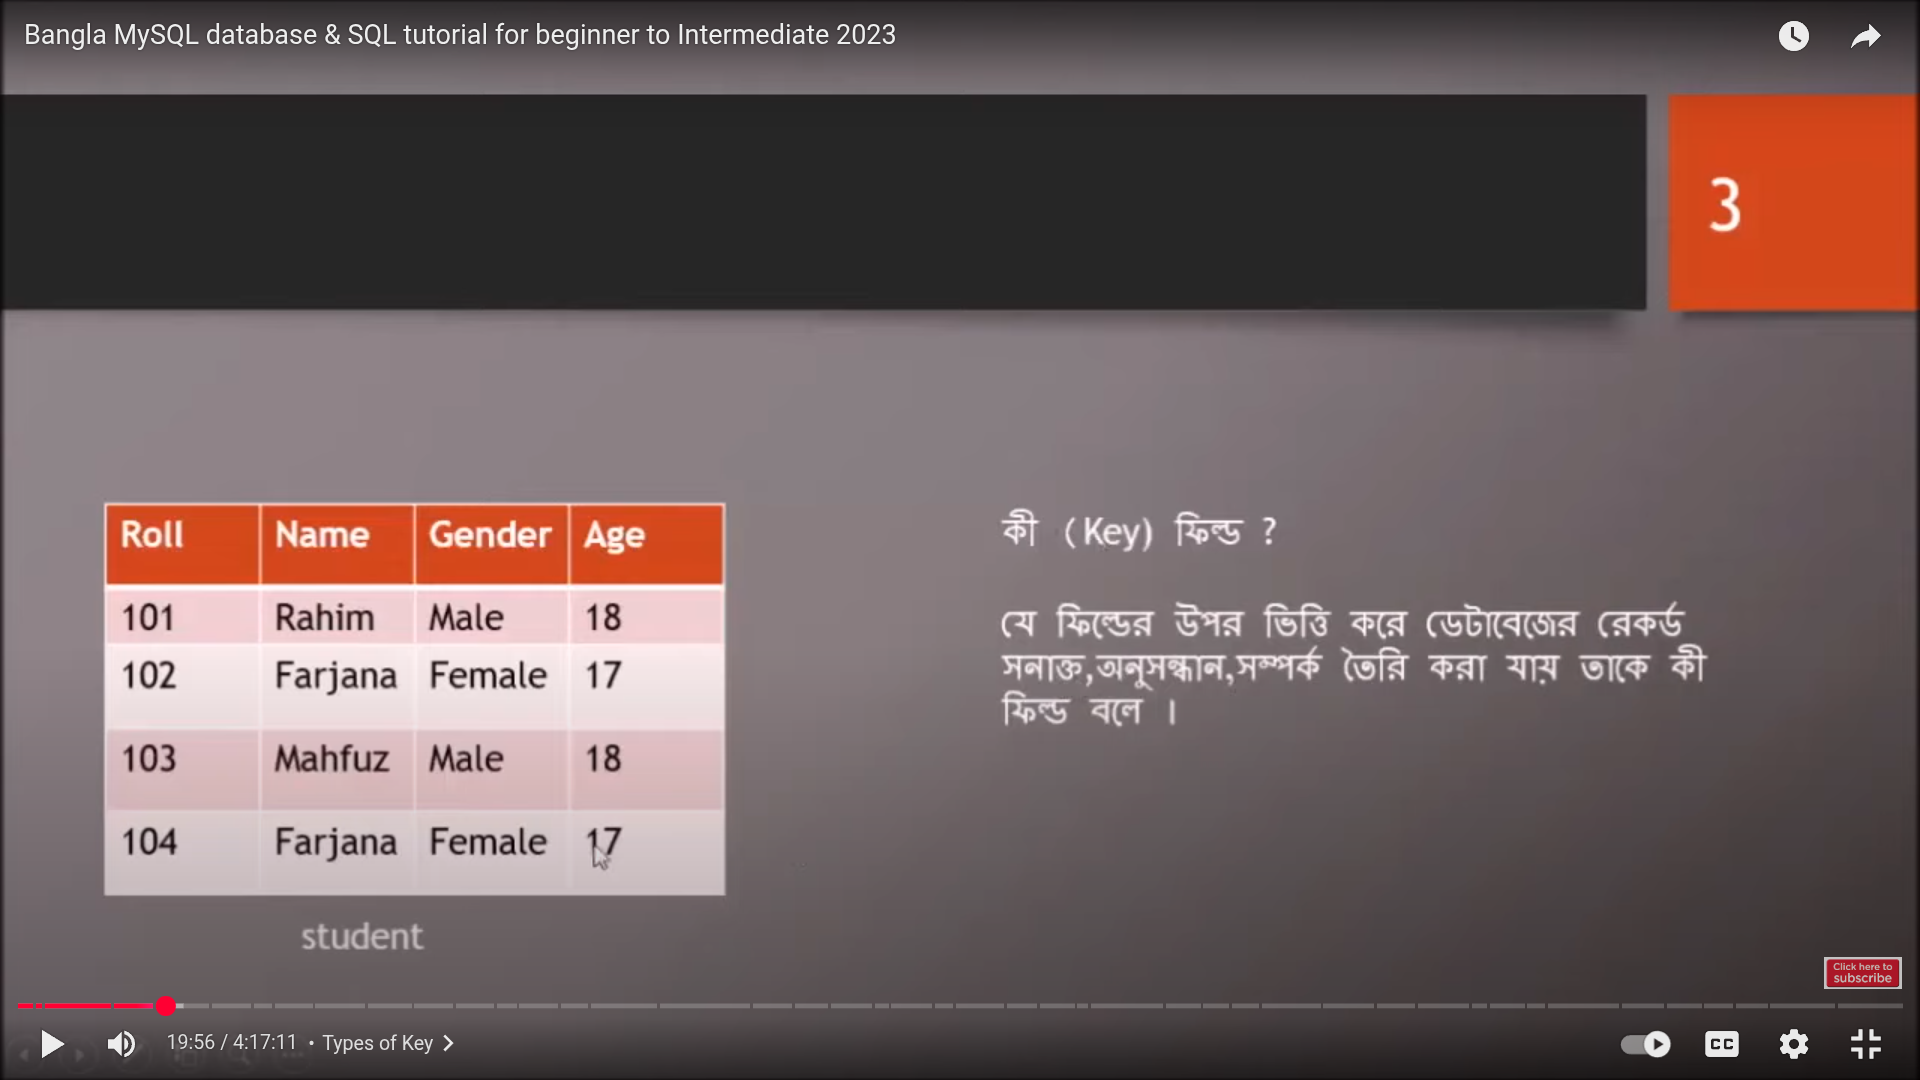 Bangla MySQL database & SQL tutorial for beginner to Intermediate 2023
3
Roll Name Gender Age
101 Rahim Male 18
102 Farjana Female 17
103 Mahfuz Male 18
104 Farjana Female 17
student
কী (Key) ফিল্ড ?
যে ফিল্ডের উপর ভিত্তি করে ডেটাবেজের রেকর্ড
সনাক্ত,অনুসন্ধান,সম্পর্ক তৈরি করা যায় তাকে কী
ফিল্ড বলে ।
Click here to
subscribe
19:56 / 4:17:11 • Types of Key
CC